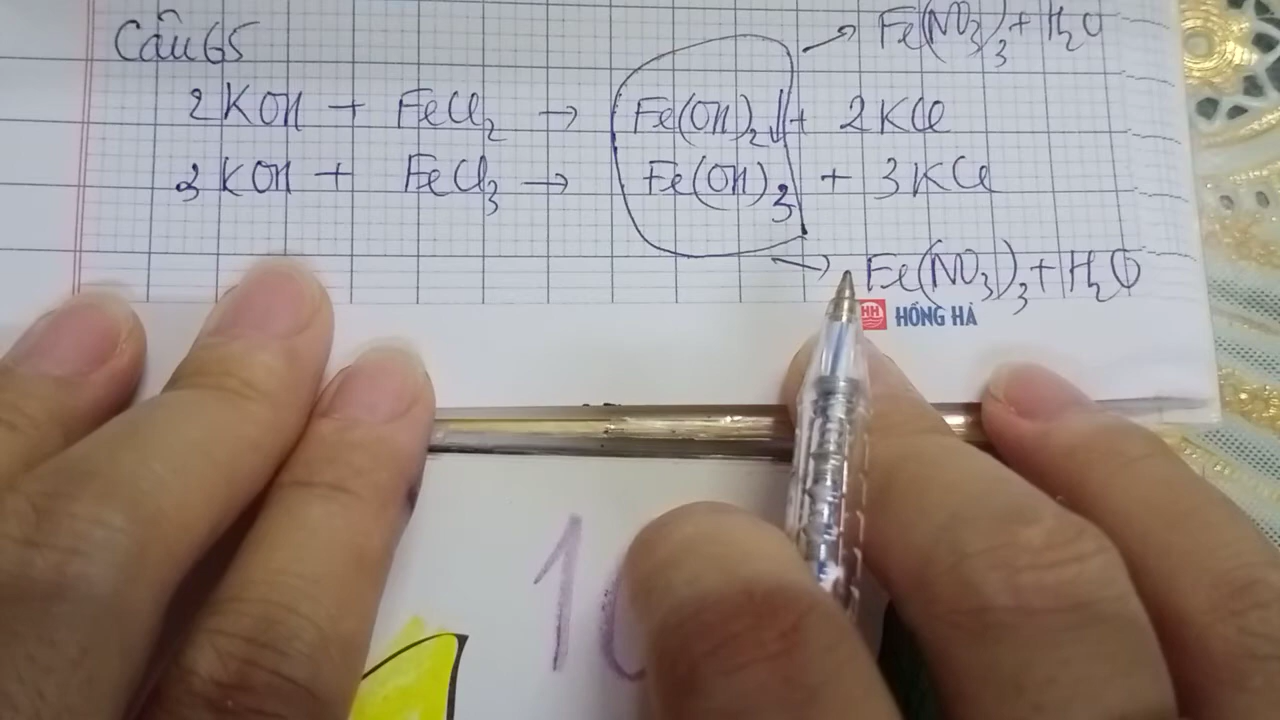 Câu 65
→ Fe(NO₃)₃ + H₂O
2KOH + FeCl₂ → Fe(OH)₂↓ + 2KCl
3KOH + FeCl₃ → Fe(OH)₃ + 3KCl
→ Fe(NO₃)₃ + H₂O
HH HỒNG HÀ